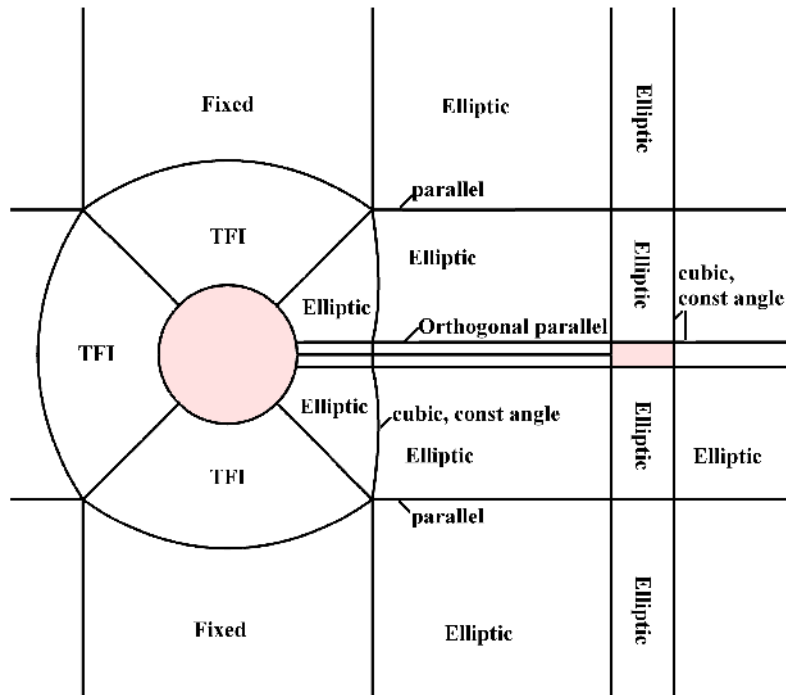 Fixed
Elliptic
Elliptic
parallel
TFI
Elliptic
Elliptic
cubic,
const angle
Elliptic
Orthogonal parallel
TFI
Elliptic
cubic, const angle
Elliptic
Elliptic
Elliptic
TFI
parallel
Fixed
Elliptic
Elliptic